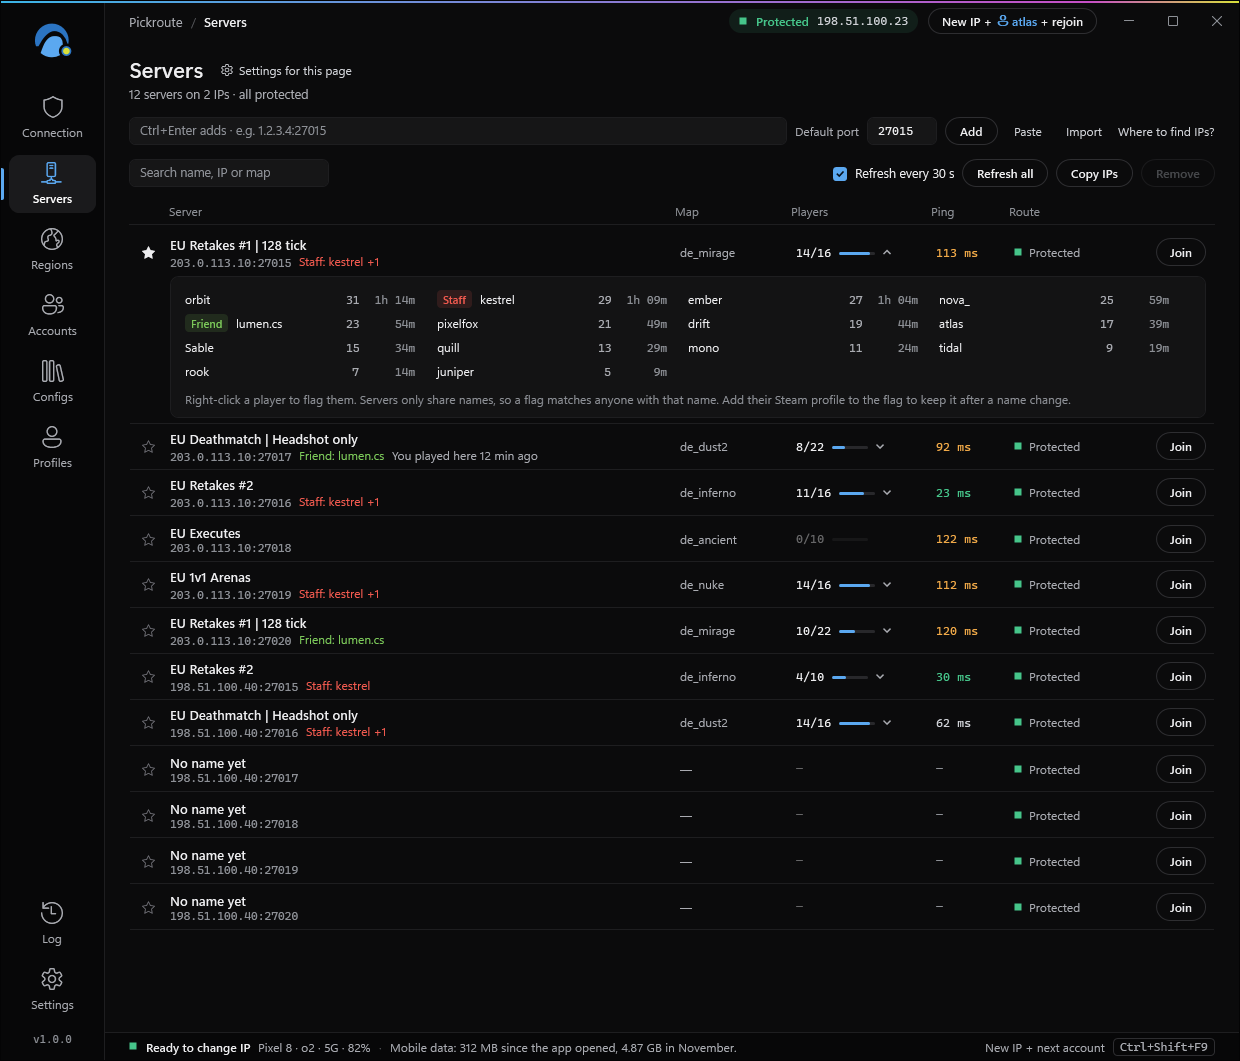 Pickroute / Servers
Protected 198.51.100.23
New IP + atlas + rejoin
Connection
Servers
Regions
Accounts
Configs
Profiles
Log
Settings
v1.0.0
Servers Settings for this page
12 servers on 2 IPs · all protected
Ctrl+Enter adds · e.g. 1.2.3.4:27015 Default port 27015 Add Paste Import Where to find IPs?
Search name, IP or map Refresh every 30 s Refresh all Copy IPs Remove
Server Map Players Ping Route
EU Retakes #1 | 128 tick
203.0.113.10:27015 Staff: kestrel +1 de_mirage 14/16 113 ms Protected Join
orbit 31 1h 14m Staff kestrel 29 1h 09m ember 27 1h 04m nova_ 25 59m
Friend lumen.cs 23 54m pixelfox 21 49m drift 19 44m atlas 17 39m
Sable 15 34m quill 13 29m mono 11 24m tidal 9 19m
rook 7 14m juniper 5 9m
Right-click a player to flag them. Servers only share names, so a flag matches anyone with that name. Add their Steam profile to the flag to keep it after a name change.
EU Deathmatch | Headshot only
203.0.113.10:27017 Friend: lumen.cs You played here 12 min ago de_dust2 8/22 92 ms Protected Join
EU Retakes #2
203.0.113.10:27016 Staff: kestrel +1 de_inferno 11/16 23 ms Protected Join
EU Executes
203.0.113.10:27018 de_ancient 0/10 122 ms Protected Join
EU 1v1 Arenas
203.0.113.10:27019 Staff: kestrel +1 de_nuke 14/16 112 ms Protected Join
EU Retakes #1 | 128 tick
203.0.113.10:27020 Friend: lumen.cs de_mirage 10/22 120 ms Protected Join
EU Retakes #2
198.51.100.40:27015 Staff: kestrel de_inferno 4/10 30 ms Protected Join
EU Deathmatch | Headshot only
198.51.100.40:27016 Staff: kestrel +1 de_dust2 14/16 62 ms Protected Join
No name yet
198.51.100.40:27017 — – – Protected Join
No name yet
198.51.100.40:27018 — – – Protected Join
No name yet
198.51.100.40:27019 — – – Protected Join
No name yet
198.51.100.40:27020 — – – Protected Join
Ready to change IP Pixel 8 · o2 · 5G · 82% · Mobile data: 312 MB since the app opened, 4.87 GB in November. New IP + next account Ctrl+Shift+F9